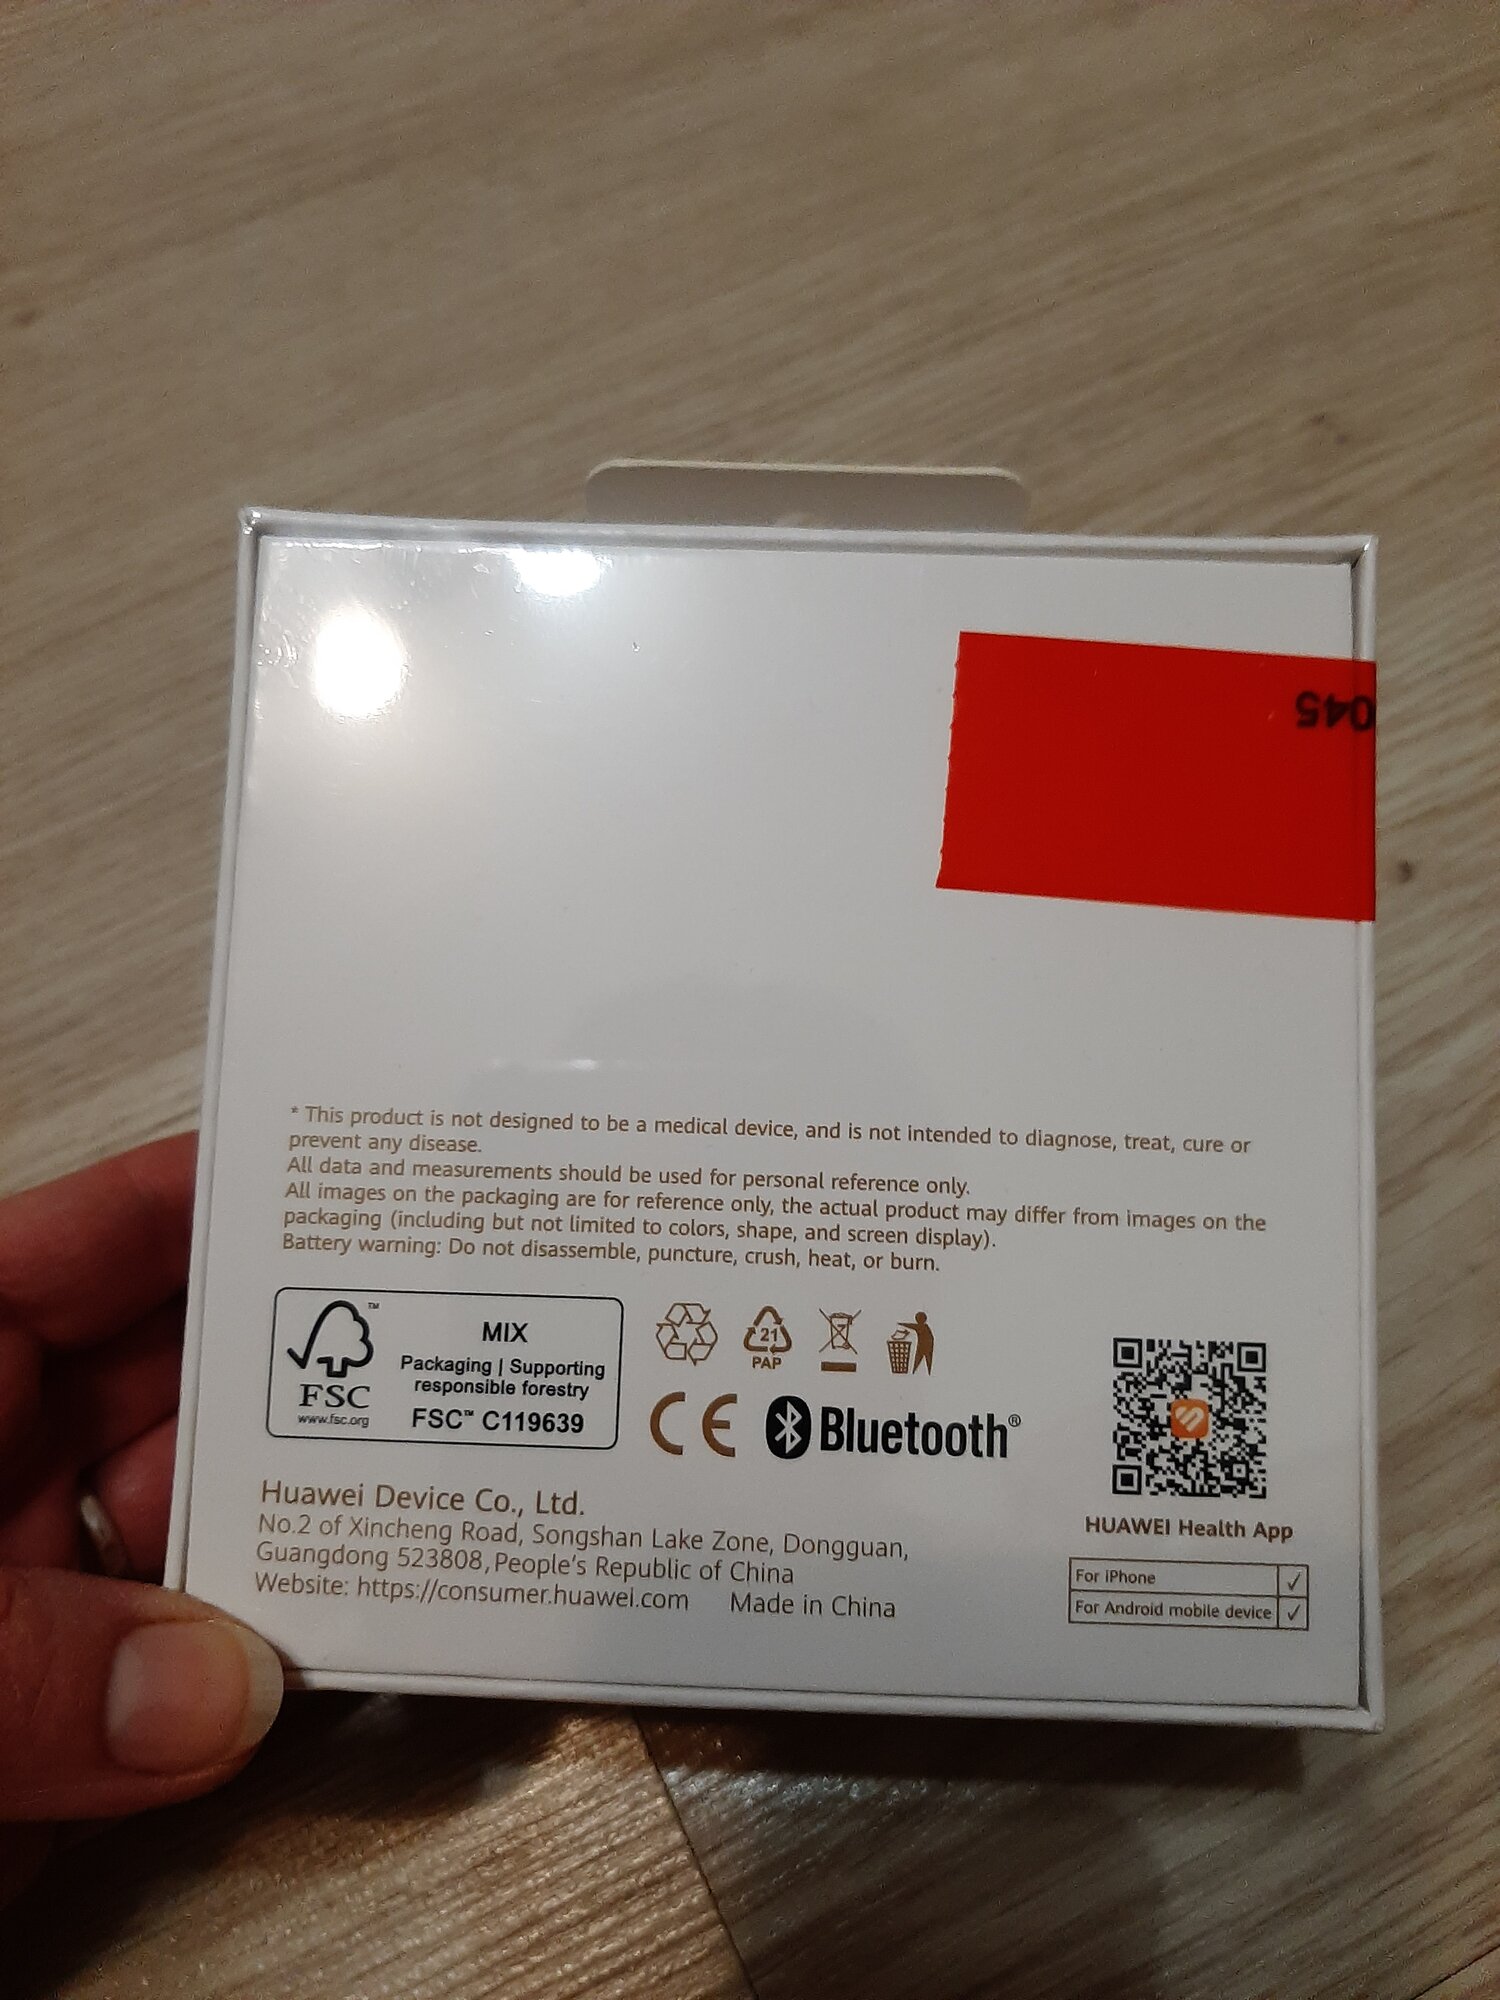 045
* This product is not designed to be a medical device, and is not intended to diagnose, treat, cure or
prevent any disease.
All data and measurements should be used for personal reference only.
All images on the packaging are for reference only, the actual product may differ from images on the
packaging (including but not limited to colors, shape, and screen display).
Battery warning: Do not disassemble, puncture, crush, heat, or burn.
TM
FSC
www.fsc.org
MIX
Packaging | Supporting
responsible forestry
FSC™ C119639
21
PAP
CE
Bluetooth®
Huawei Device Co., Ltd.
No.2 of Xincheng Road, Songshan Lake Zone, Dongguan,
Guangdong 523808, People's Republic of China
Website: https://consumer.huawei.com Made in China
HUAWEI Health App
For iPhone ✓
For Android mobile device ✓